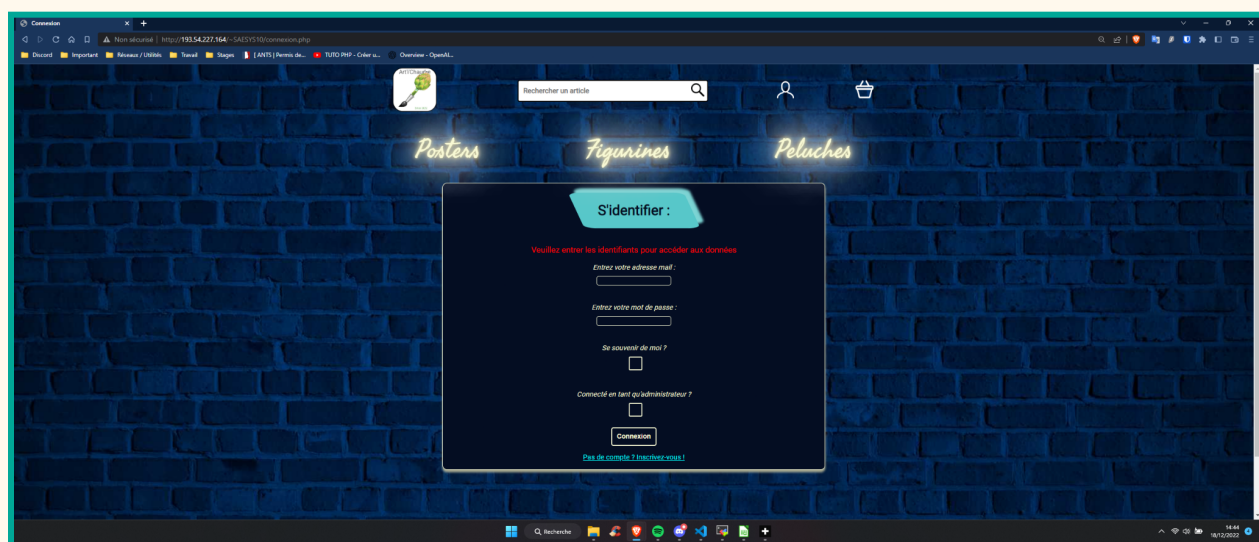 Connexion
Non sécurisé http://193.54.227.164/~SAESYS10/connexion.php
Discord Important Réseaux / Utilités Travail Stages [ANTS] Permis de... TUTO PHP - Créer u... Overview - OpenAI...
Art'i'Chaude
Rechercher un article
Posters Figurines Peluches
S'identifier :
Veuillez entrer les identifiants pour accéder aux données
Entrez votre adresse mail :
Entrez votre mot de passe :
Se souvenir de moi ?
Connecté en tant qu'administrateur ?
Connexion
Pas de compte ? Inscrivez-vous !
Recherche
14:44
18/12/2022